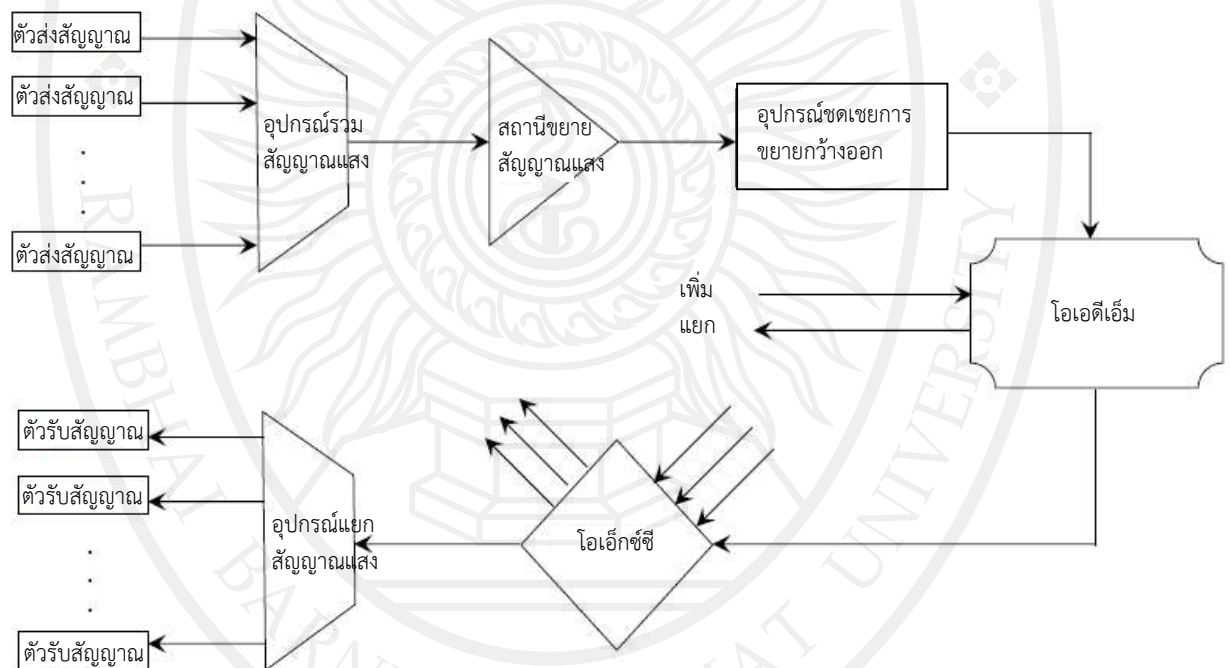 ตัวส่งสัญญาณ
ตัวส่งสัญญาณ
ตัวส่งสัญญาณ
อุปกรณ์รวม
สัญญาณแสง
สถานีขยาย
สัญญาณแสง
อุปกรณ์ชดเชยการ
ขยายกว้างออก
เพิ่ม
แยก
โอเอดีเอ็ม
ตัวรับสัญญาณ
ตัวรับสัญญาณ
ตัวรับสัญญาณ
อุปกรณ์แยก
สัญญาณแสง
โอเอ็กซ์ซี